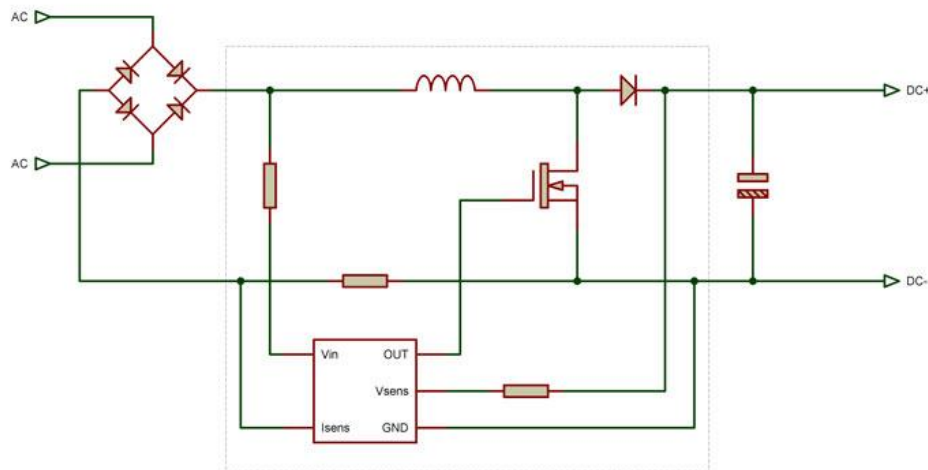 AC
DC+
AC
DC-
Vin OUT
Vsens
Isens GND